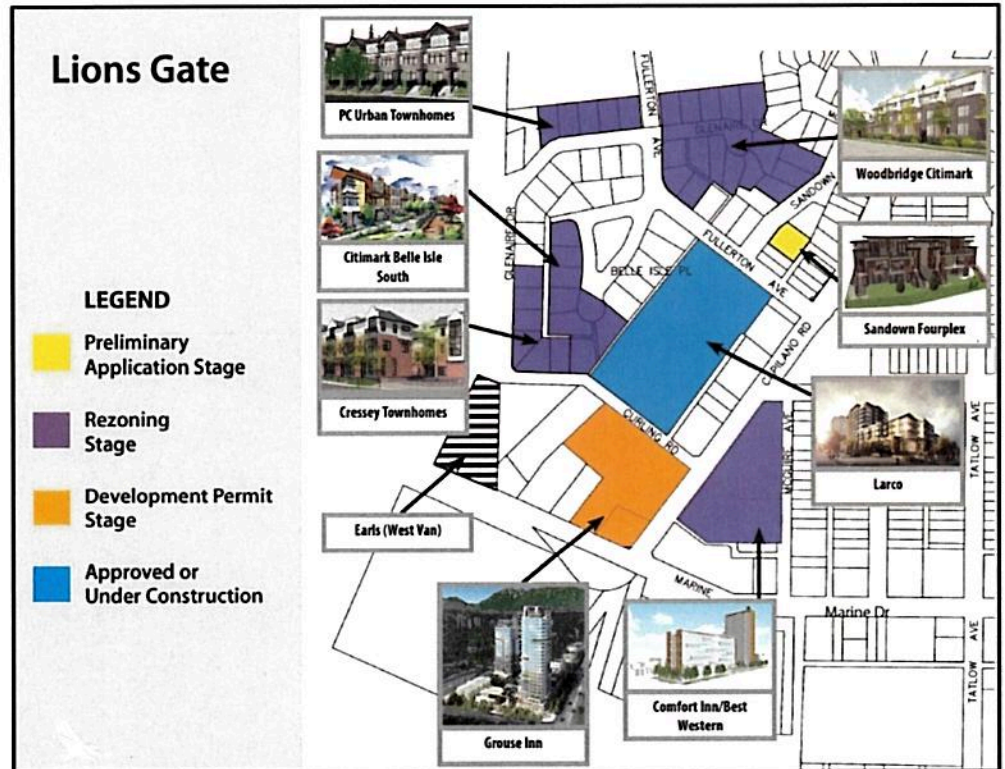 Lions Gate
LEGEND
Preliminary
Application Stage
Rezoning
Stage
Development Permit
Stage
Approved or
Under Construction
PC Urban Townhomes
Citimark Belle Isle
South
Cressey Townhomes
Earls (West Van)
Grouse Inn
Comfort Inn/Best
Western
Larco
Sandown Fourplex
Woodbridge Citimark
FULLERTON
AVE
SANDOWN
GLENAIRE DR
BELLE ISLE PL
FULLERTON
AVE
CAPILANO RD
CURLING RD
MCGUIRE AVE
TATLOW AVE
MARINE
Marine Dr
TATLOW AVE